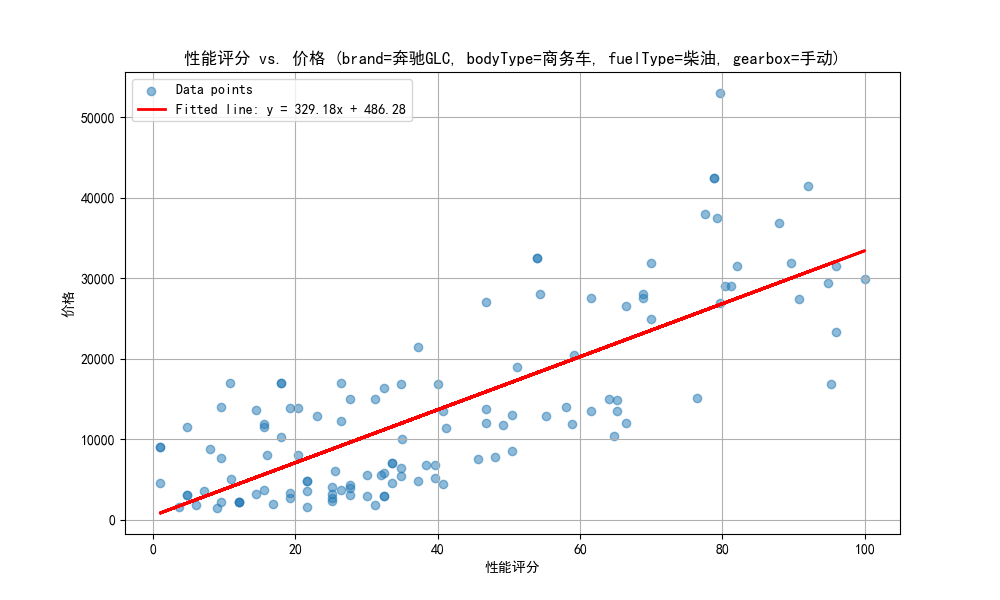 性能评分 vs. 价格 (brand=奔驰GLC, bodyType=商务车, fuelType=柴油, gearbox=手动)
Data points
Fitted line: y = 329.18x + 486.28
价格
50000
40000
30000
20000
10000
0
0 20 40 60 80 100
性能评分